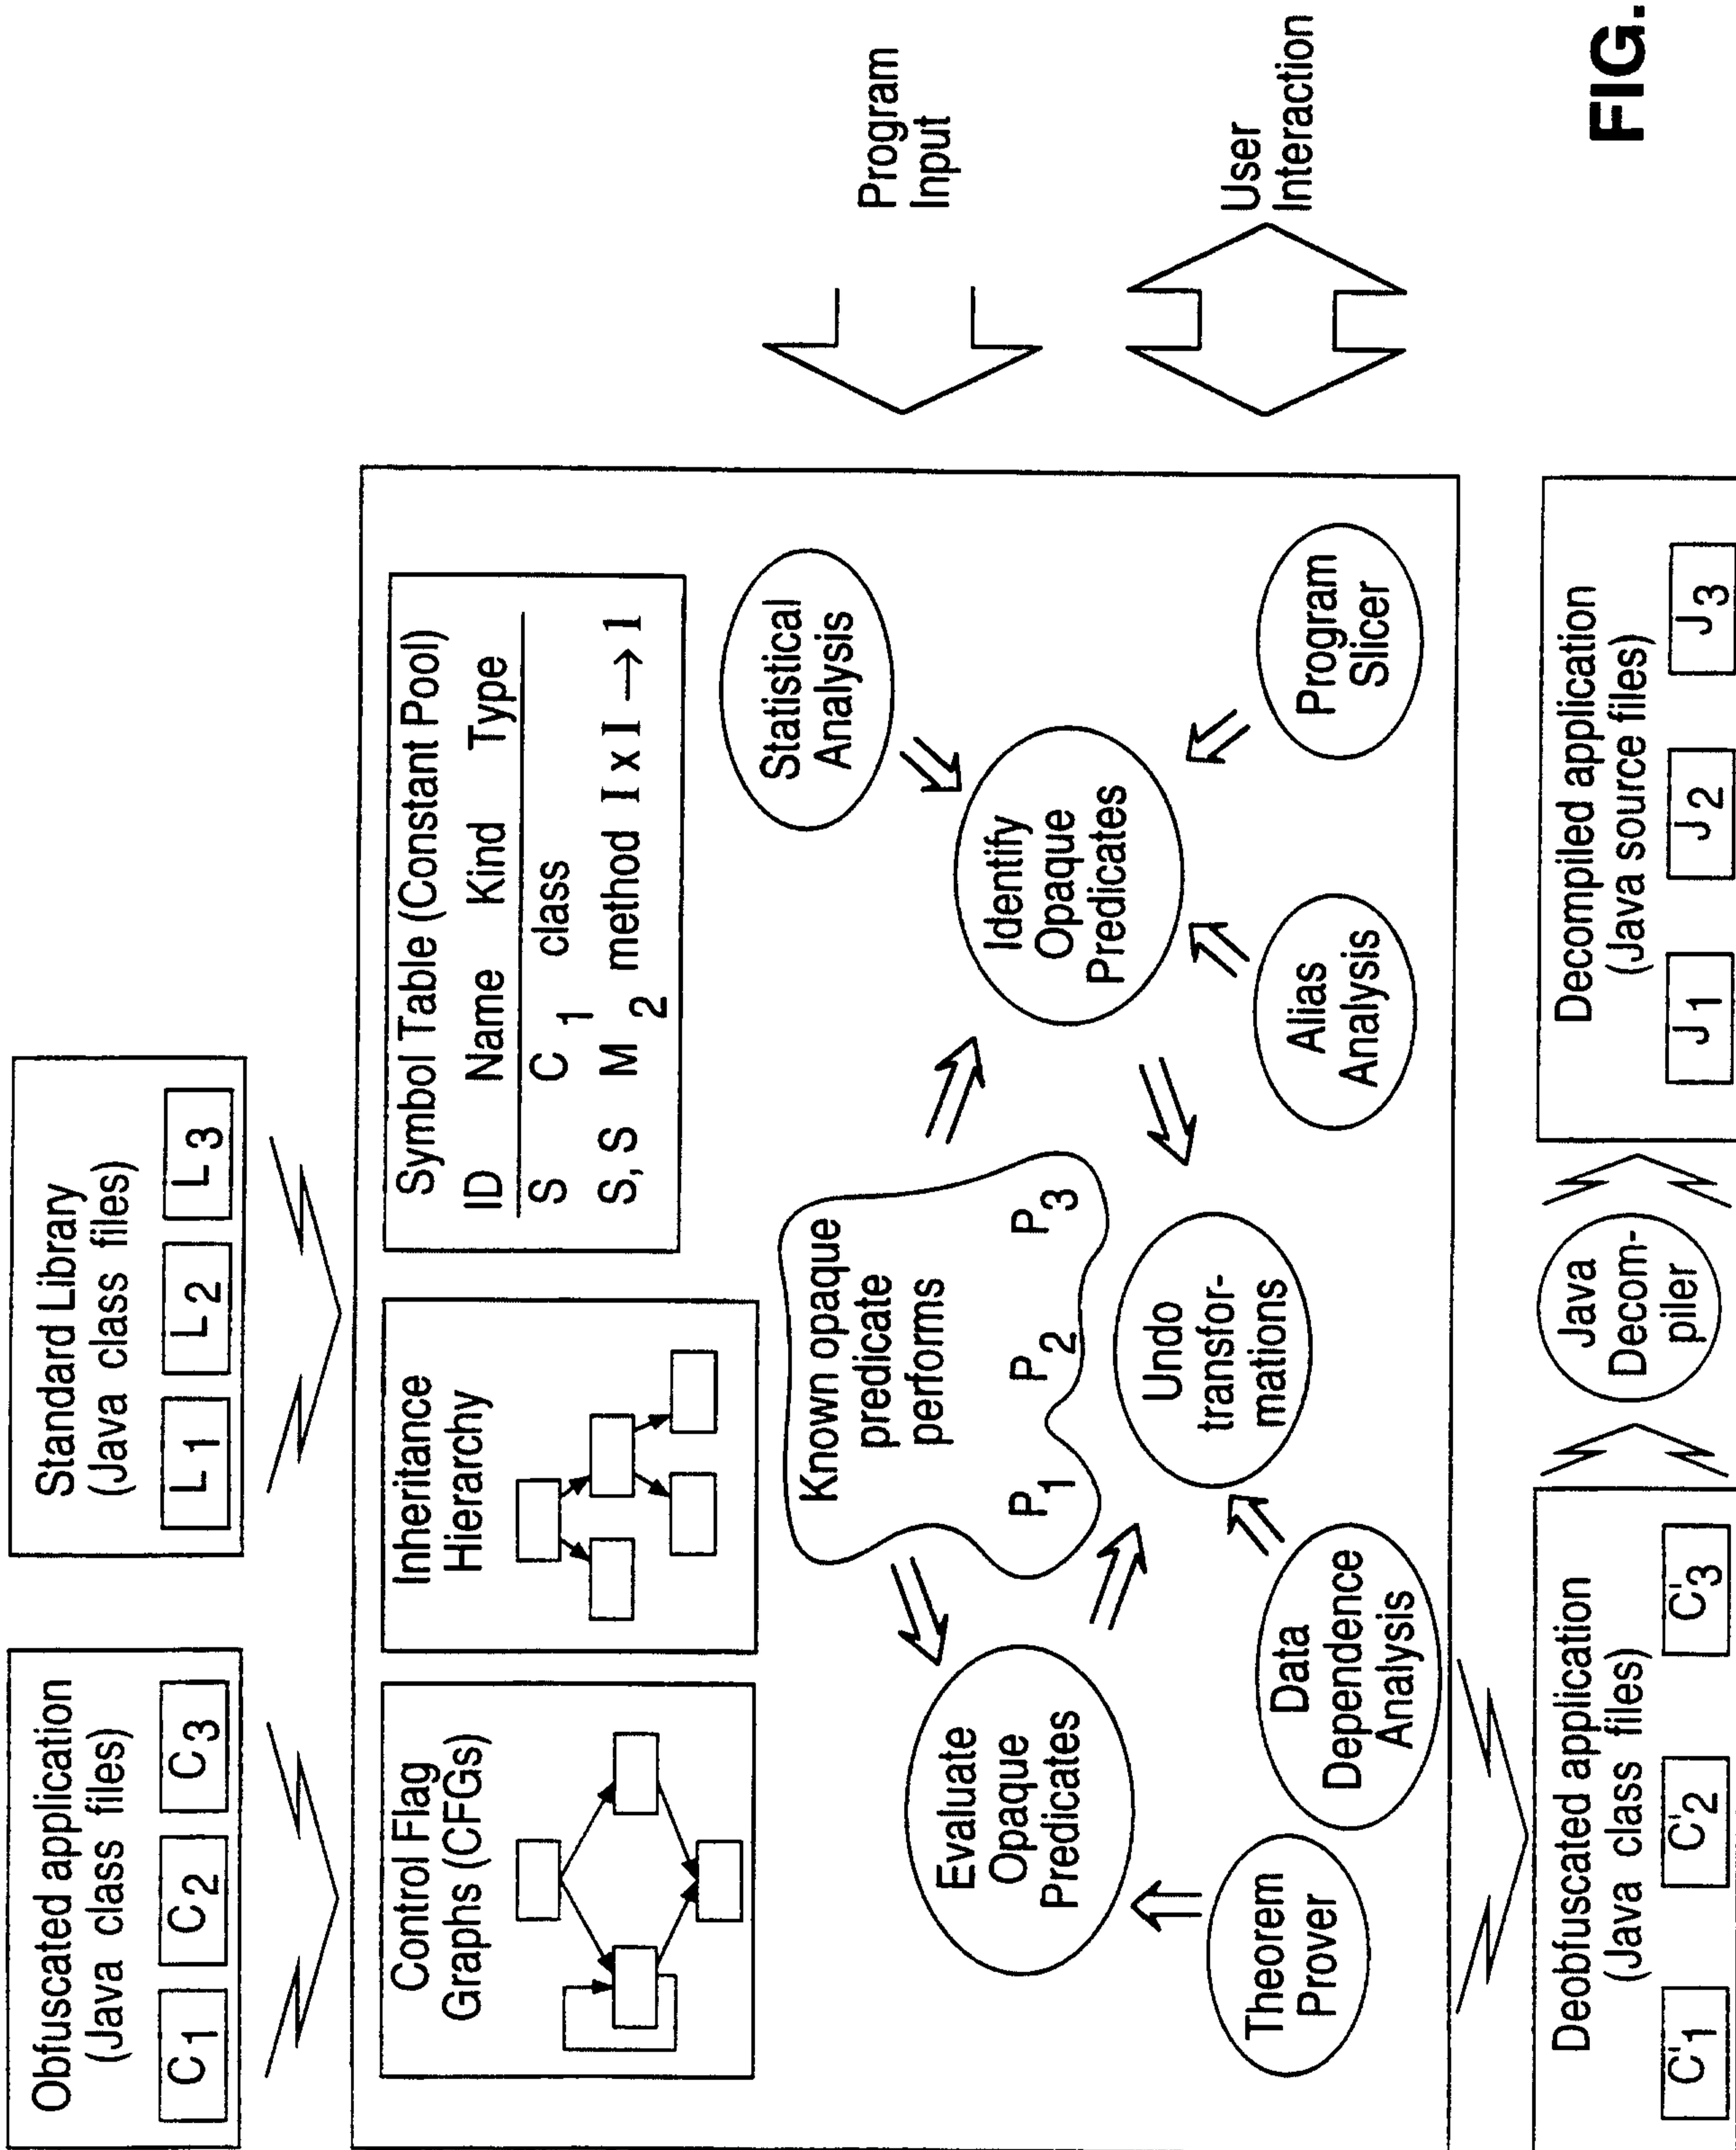 Obfuscated application
(Java class files)
C1 C2 C3
Standard Library
(Java class files)
L1 L2 L3
Control Flag
Graphs (CFGs)
Inheritance
Hierarchy
Symbol Table (Constant Pool)
ID Name Kind Type
S C1 class
S, S M2 method I x I → 1
Known opaque
predicate
performs
P1 P2 P3
Statistical
Analysis
Evaluate
Opaque
Predicates
Identify
Opaque
Predicates
Undo
transfor-
mations
Theorem
Prover
Data
Dependence
Analysis
Alias
Analysis
Program
Slicer
Program
Input
User
Interaction
Deobfuscated application
(Java class files)
C'1 C'2 C'3
Java
Decom-
piler
Decompiled application
(Java source files)
J1 J2 J3
FIG.